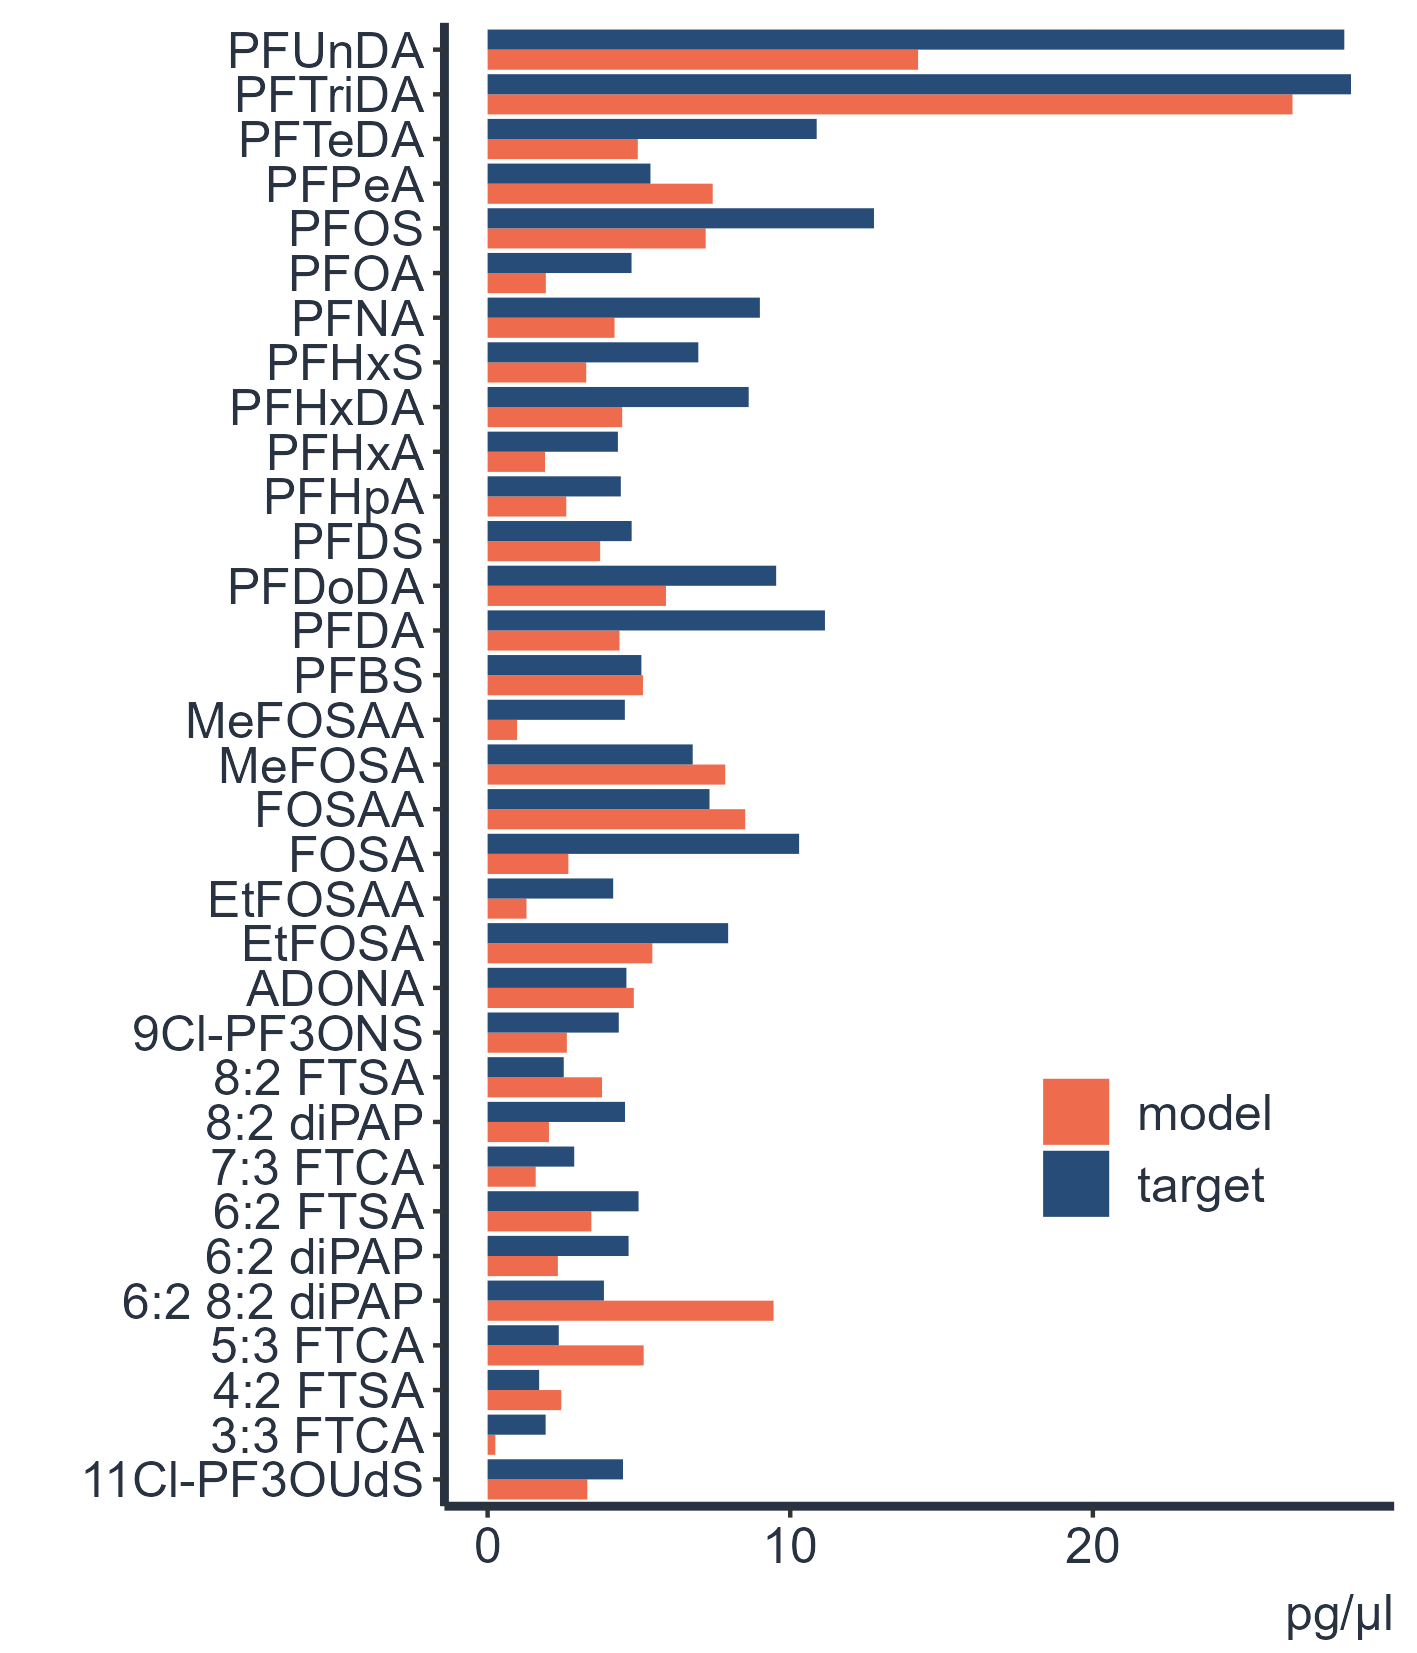 PFUnDA
PFTriDA
PFTeDA
PFPeA
PFOS
PFOA
PFNA
PFHxS
PFHxDA
PFHxA
PFHpA
PFDS
PFDoDA
PFDA
PFBS
MeFOSAA
MeFOSA
FOSAA
FOSA
EtFOSAA
EtFOSA
ADONA
9Cl-PF3ONS
8:2 FTSA
8:2 diPAP
7:3 FTCA
6:2 FTSA
6:2 diPAP
6:2 8:2 diPAP
5:3 FTCA
4:2 FTSA
3:3 FTCA
11Cl-PF3OUdS
model
target
0 10 20
pg/µl